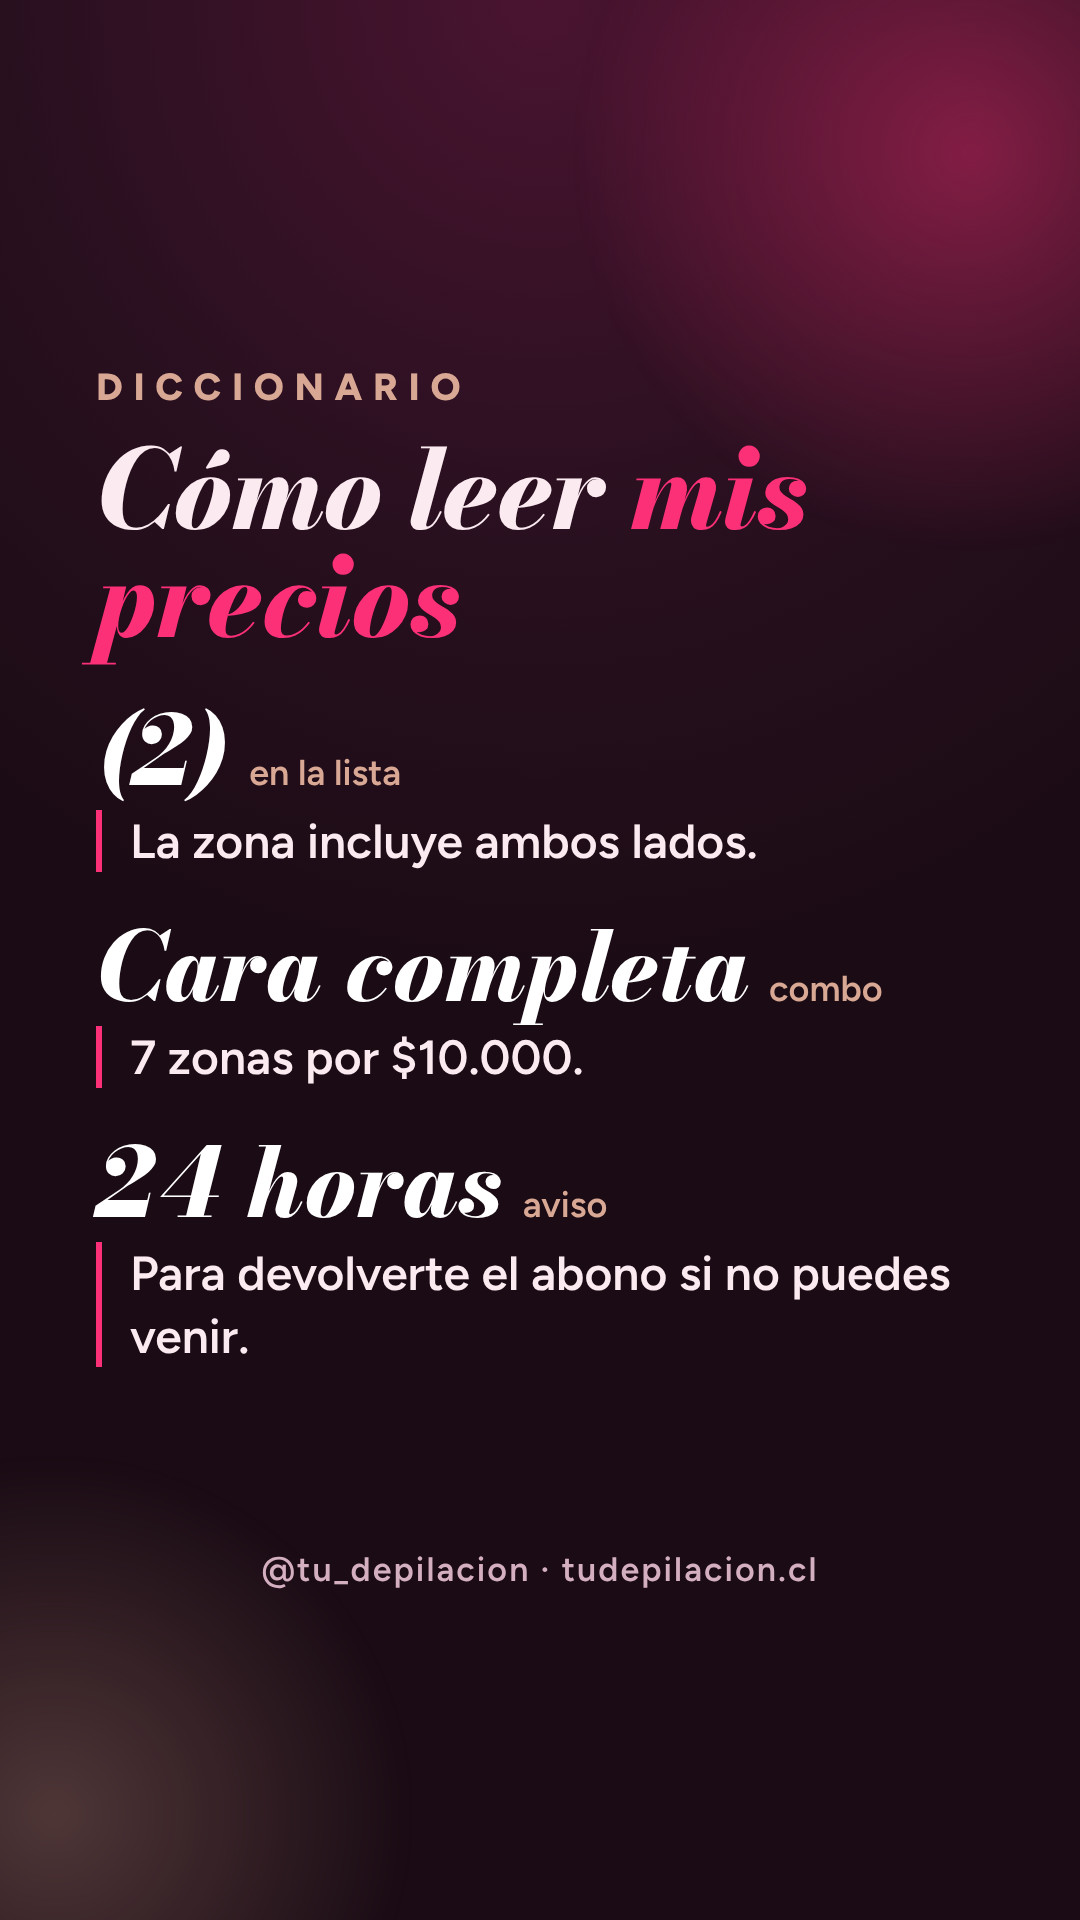 DICCIONARIO
Cómo leer mis
precios
(2) en la lista
La zona incluye ambos lados.
Cara completa combo
7 zonas por $10.000.
24 horas aviso
Para devolverte el abono si no puedes
venir.
@tu_depilacion · tudepilacion.cl